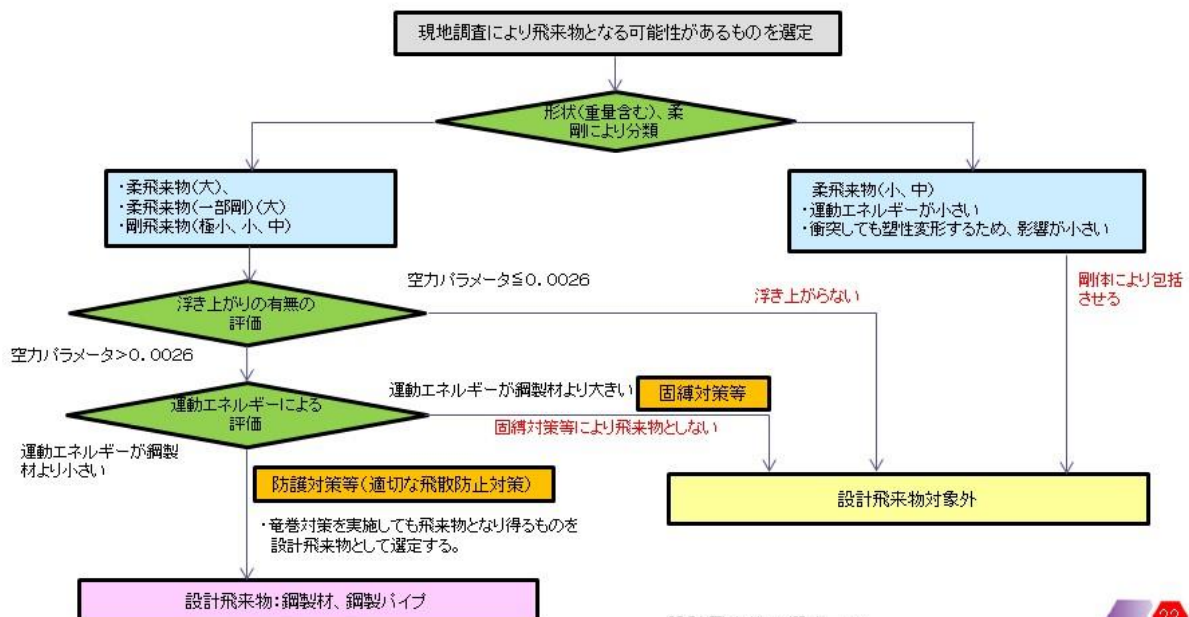 現地調査により飛来物となる可能性があるものを選定
形状(重量含む)、柔
剛により分類
・柔飛来物(大)、
・柔飛来物(一部剛)(大)
・剛飛来物(極小、小、中)
柔飛来物(小、中)
・運動エネルギーが小さい
・衝突しても塑性変形するため、影響が小さい
空力パラメータ≦0.0026
浮き上がらない
剛体により包括
させる
浮き上がりの有無の
評価
空力パラメータ>0.0026
運動エネルギーが鋼製材より大きい
固縛対策等
運動エネルギーによる
評価
固縛対策等により飛来物としない
運動エネルギーが鋼製
材より小さい
防護対策等(適切な飛散防止対策)
設計飛来物対象外
・竜巻対策を実施しても飛来物となり得るものを
設計飛来物として選定する。
設計飛来物:鋼製材、鋼製パイプ
22